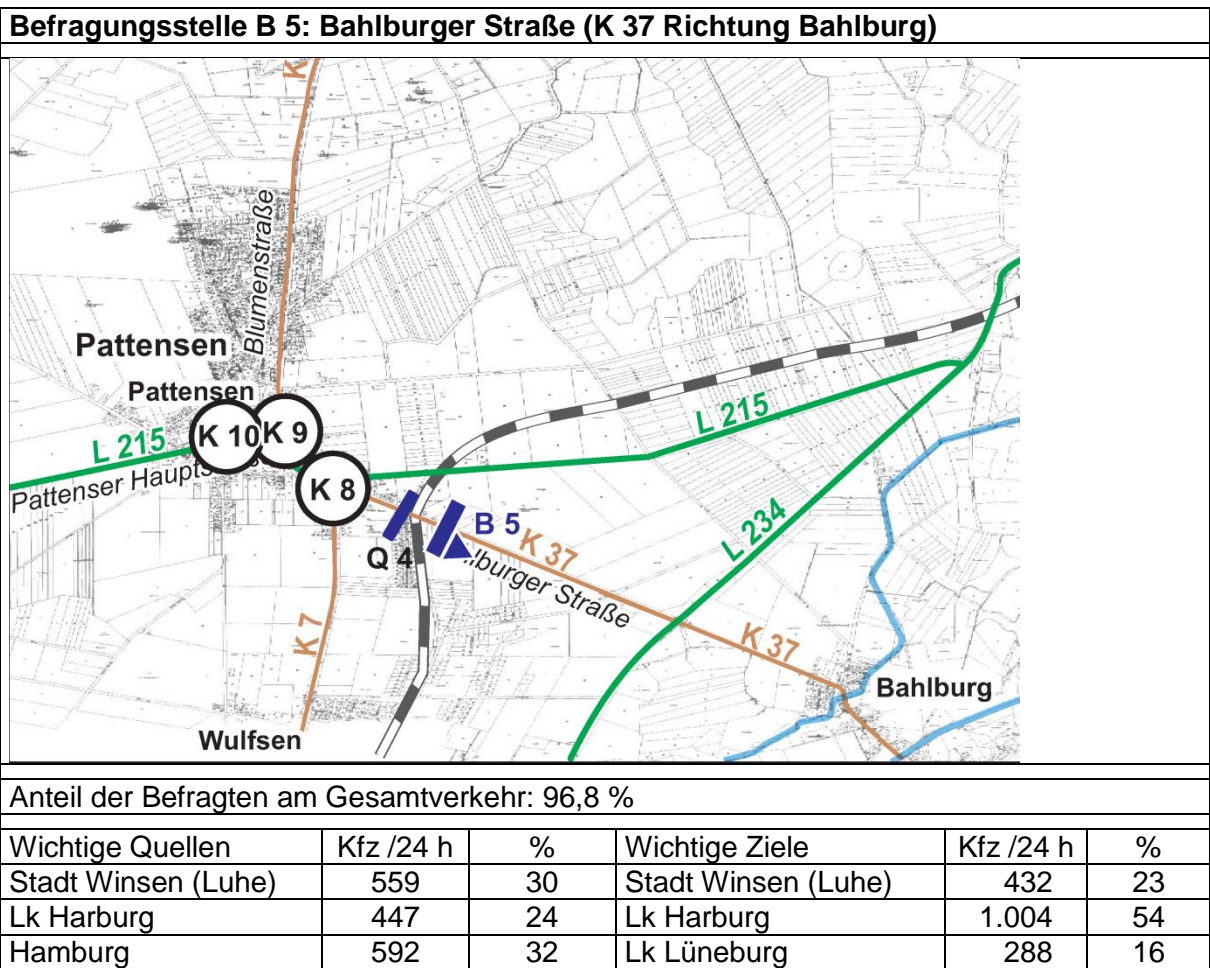 Befragungsstelle B 5: Bahlburger Straße (K 37 Richtung Bahlburg)
K
Blumenstraße
Pattensen
Pattensen
L 215
K 10
K 9
L 215
Pattenser
K 8
B 5
K 37
L 234
Q 4
lburger Straße
K 7
K 37
Bahlburg
Wulfsen
Anteil der Befragten am Gesamtverkehr: 96,8 %
Wichtige Quellen Kfz /24 h % Wichtige Ziele Kfz /24 h %
Stadt Winsen (Luhe) 559 30 Stadt Winsen (Luhe) 432 23
Lk Harburg 447 24 Lk Harburg 1.004 54
Hamburg 592 32 Lk Lüneburg 288 16